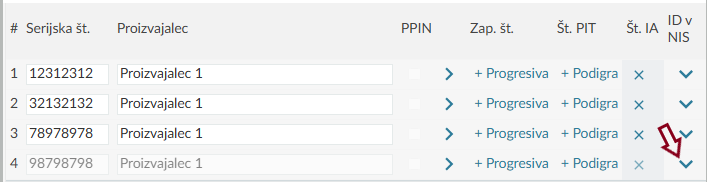 # Serijska št. Proizvajalec PPIN Zap. št. Št. PIT Št. IA ID v NIS
1 12312312 Proizvajalec 1 + Progresiva + Podigra
2 32132132 Proizvajalec 1 + Progresiva + Podigra
3 78978978 Proizvajalec 1 + Progresiva + Podigra
4 98798798 Proizvajalec 1 + Progresiva + Podigra